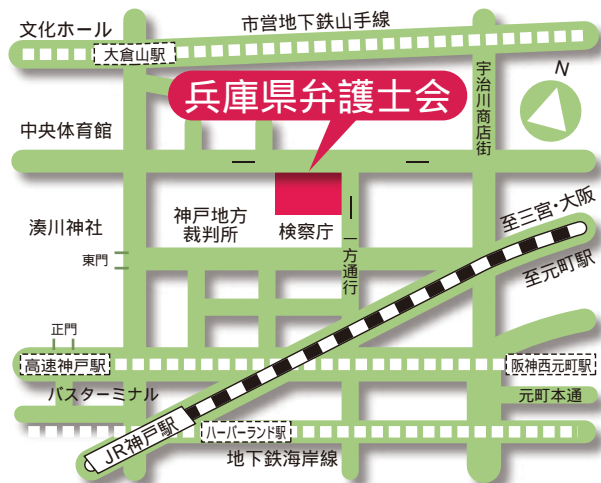 文化ホール
市営地下鉄山手線
大倉山駅
N
兵庫県弁護士会
宇治川商店街
中央体育館
湊川神社
神戸地方
裁判所
検察庁
至三宮・大阪
東門
一方通行
至元町駅
正門
高速神戸駅
阪神西元町駅
バスターミナル
元町本通
JR神戸駅
ハーバーランド駅
地下鉄海岸線